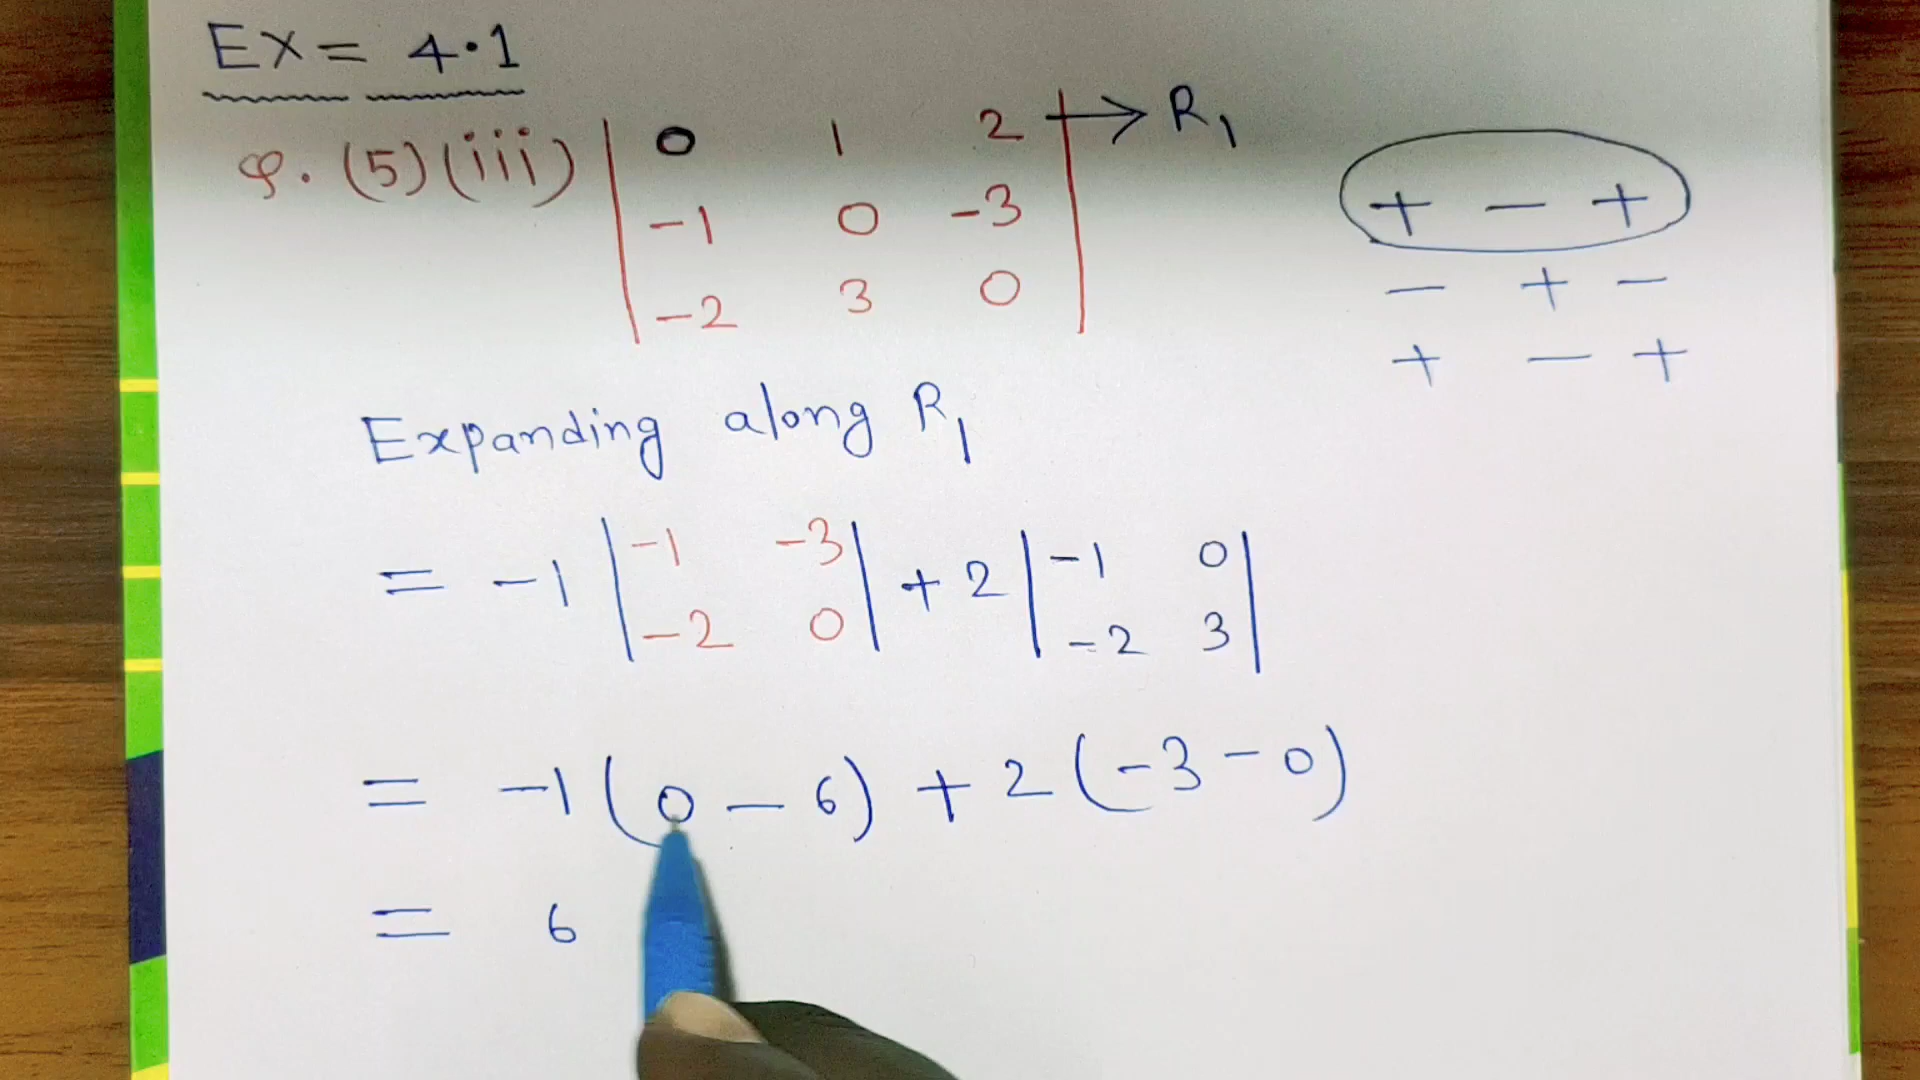 Ex = 4.1
Q. (5)(iii) | 0 1 2 | → R₁
| -1 0 -3 |
| -2 3 0 |
+ - +
- + -
+ - +
Expanding along R₁
= -1 | -1 -3 | + 2 | -1 0 |
| -2 0 | | -2 3 |
= -1 ( 0 - 6 ) + 2 ( -3 - 0 )
= 6